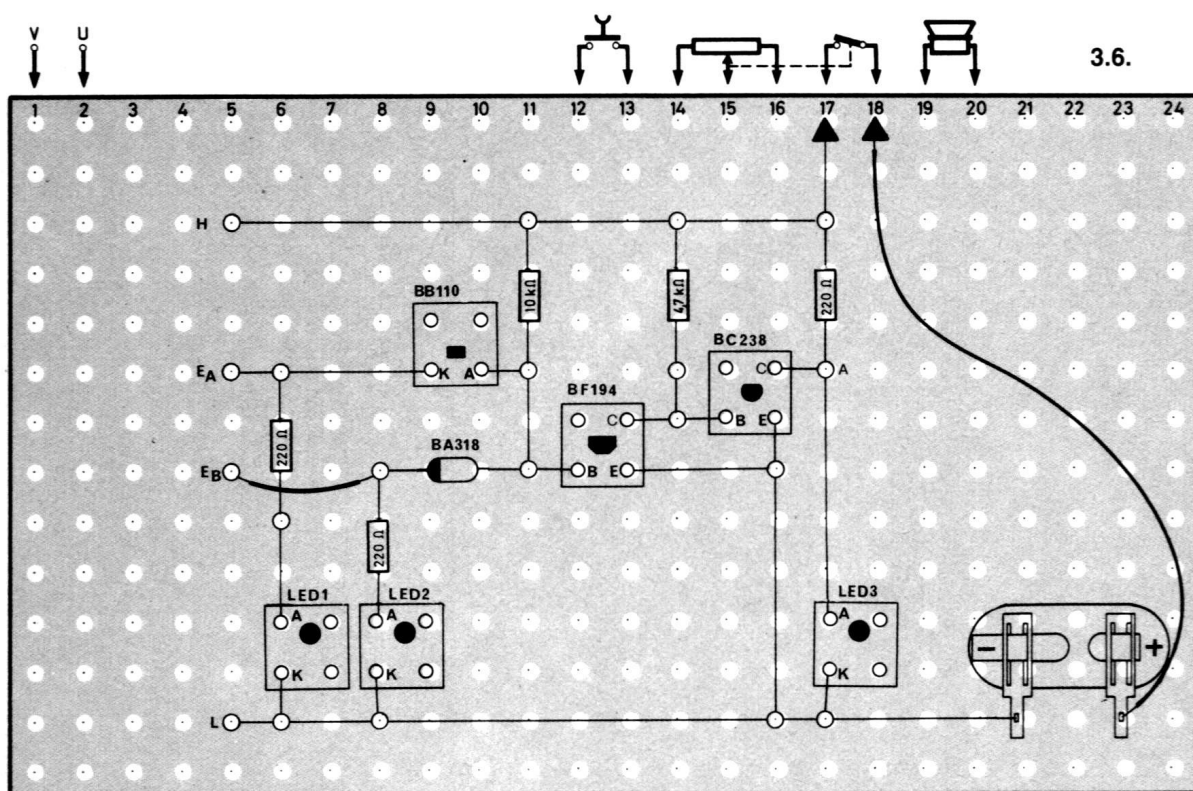 V U
3.6.
1 2 3 4 5 6 7 8 9 10 11 12 13 14 15 16 17 18 19 20 21 22 23 24
H
BB110
10 kΩ
4,7 kΩ
220 Ω
BC238
EA
K A
C
A
BF194
C
B E
220 Ω
BA318
EB
B E
220 Ω
LED1 LED2 LED3
A A A
- +
K K K
L